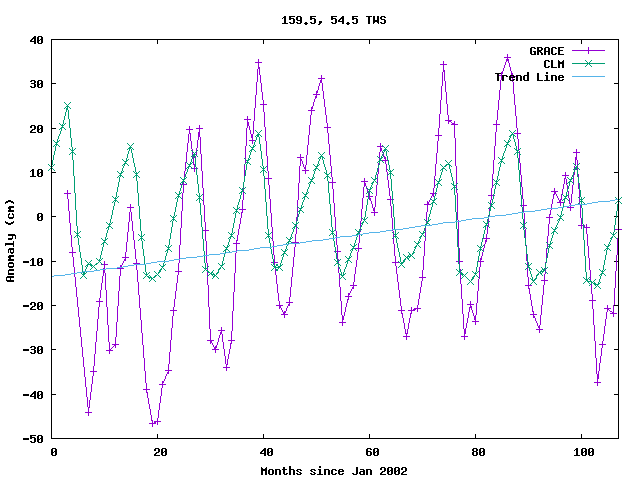 159.5, 54.5 TWS
GRACE
CLM
Trend Line
Anomaly (cm)
40
30
20
10
0
-10
-20
-30
-40
-50
0 20 40 60 80 100
Months since Jan 2002